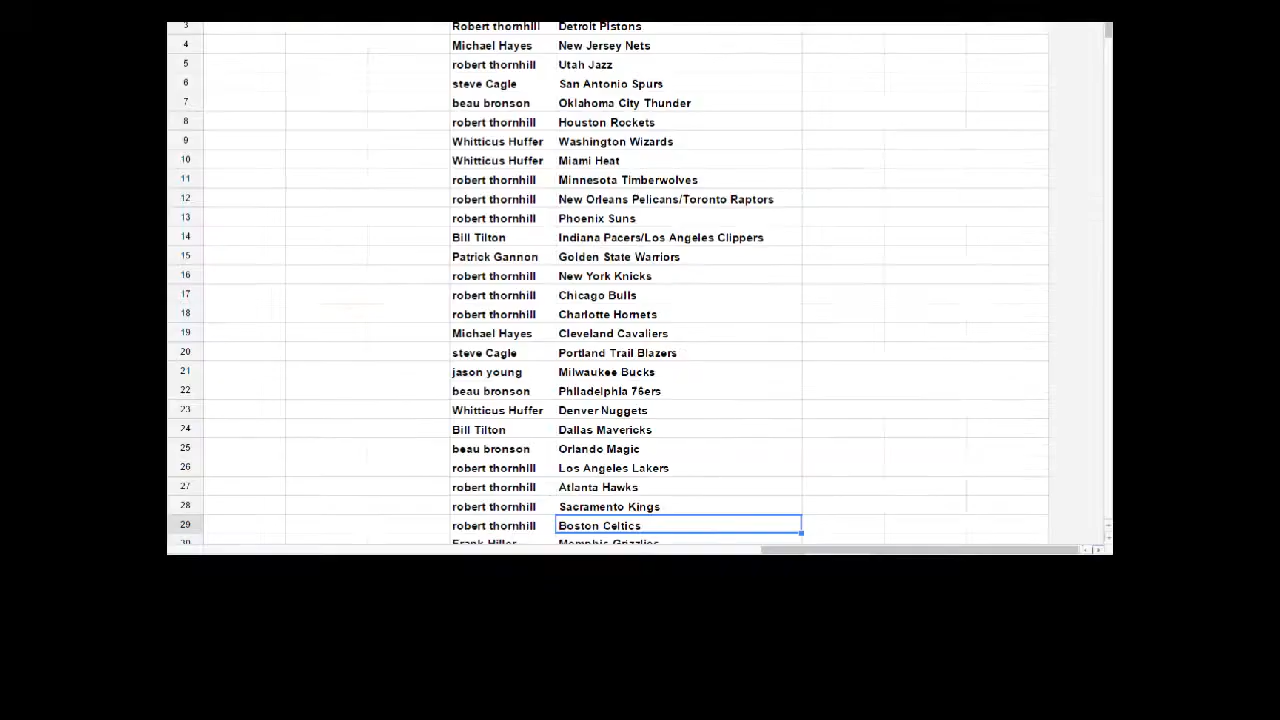 3 Robert thornhill Detroit Pistons
4 Michael Hayes New Jersey Nets
5 robert thornhill Utah Jazz
6 steve Cagle San Antonio Spurs
7 beau bronson Oklahoma City Thunder
8 robert thornhill Houston Rockets
9 Whitticus Huffer Washington Wizards
10 Whitticus Huffer Miami Heat
11 robert thornhill Minnesota Timberwolves
12 robert thornhill New Orleans Pelicans/Toronto Raptors
13 robert thornhill Phoenix Suns
14 Bill Tilton Indiana Pacers/Los Angeles Clippers
15 Patrick Gannon Golden State Warriors
16 robert thornhill New York Knicks
17 robert thornhill Chicago Bulls
18 robert thornhill Charlotte Hornets
19 Michael Hayes Cleveland Cavaliers
20 steve Cagle Portland Trail Blazers
21 jason young Milwaukee Bucks
22 beau bronson Philadelphia 76ers
23 Whitticus Huffer Denver Nuggets
24 Bill Tilton Dallas Mavericks
25 beau bronson Orlando Magic
26 robert thornhill Los Angeles Lakers
27 robert thornhill Atlanta Hawks
28 robert thornhill Sacramento Kings
29 robert thornhill Boston Celtics
30 Frank Hiller Memphis Grizzlies